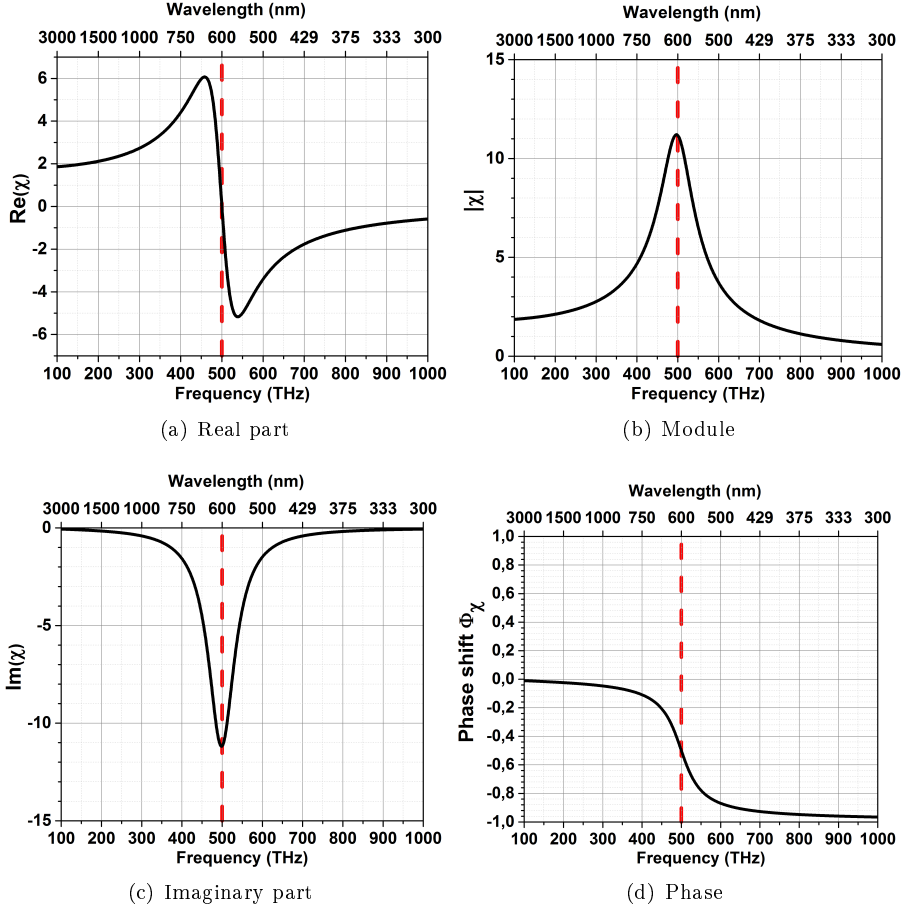 Wavelength (nm)
3000 1500 1000 750 600 500 429 375 333 300
6
4
2
0
-2
-4
-6
Re(χ)
100 200 300 400 500 600 700 800 900 1000
Frequency (THz)
(a) Real part
Wavelength (nm)
3000 1500 1000 750 600 500 429 375 333 300
15
10
5
0
|χ|
100 200 300 400 500 600 700 800 900 1000
Frequency (THz)
(b) Module
Wavelength (nm)
3000 1500 1000 750 600 500 429 375 333 300
0
-5
-10
-15
Im(χ)
100 200 300 400 500 600 700 800 900 1000
Frequency (THz)
(c) Imaginary part
Wavelength (nm)
3000 1500 1000 750 600 500 429 375 333 300
1,0
0,8
0,6
0,4
0,2
0,0
-0,2
-0,4
-0,6
-0,8
-1,0
Phase shift Φχ
100 200 300 400 500 600 700 800 900 1000
Frequency (THz)
(d) Phase